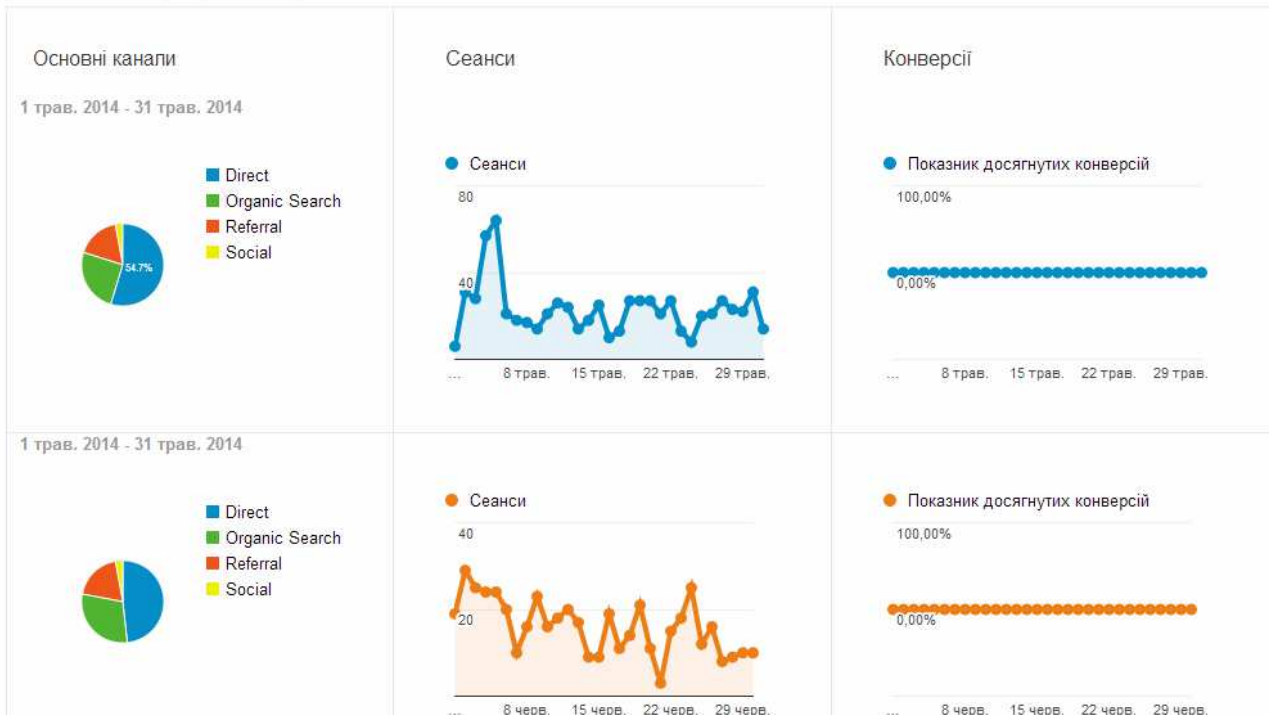 Основні канали
Сеанси
Конверсії
1 трав. 2014 - 31 трав. 2014
Direct
Organic Search
Referral
Social
54.7%
Сеанси
80
40
... 8 трав. 15 трав. 22 трав. 29 трав.
Показник досягнутих конверсій
100,00%
0,00%
... 8 трав. 15 трав. 22 трав. 29 трав.
1 трав. 2014 - 31 трав. 2014
Direct
Organic Search
Referral
Social
Сеанси
40
20
... 8 черв. 15 черв. 22 черв. 29 черв.
Показник досягнутих конверсій
100,00%
0,00%
... 8 черв. 15 черв. 22 черв. 29 черв.